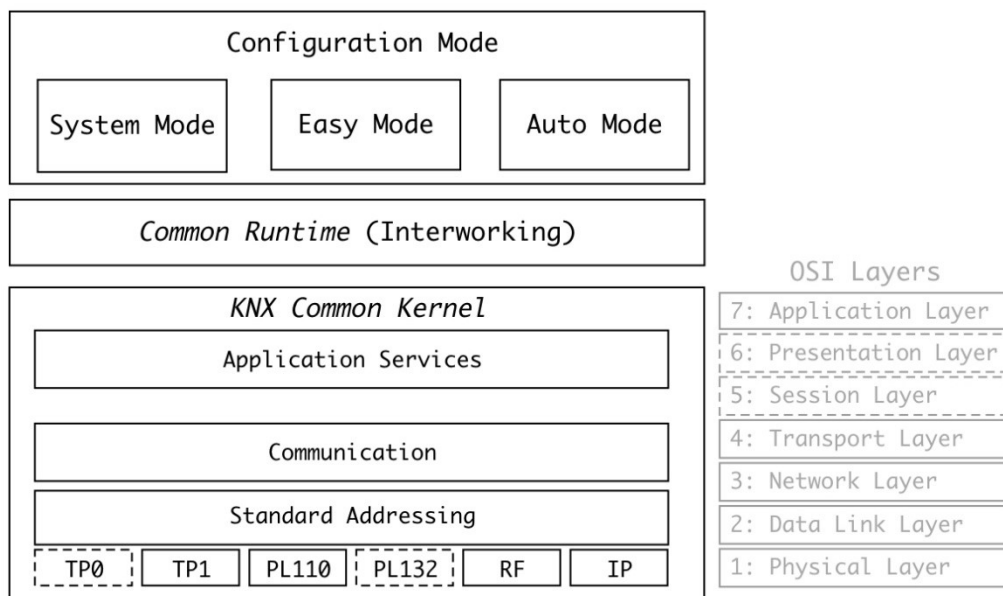 Configuration Mode
System Mode
Easy Mode
Auto Mode
Common Runtime (Interworking)
KNX Common Kernel
Application Services
Communication
Standard Addressing
TP0
TP1
PL110
PL132
RF
IP
OSI Layers
7: Application Layer
6: Presentation Layer
5: Session Layer
4: Transport Layer
3: Network Layer
2: Data Link Layer
1: Physical Layer